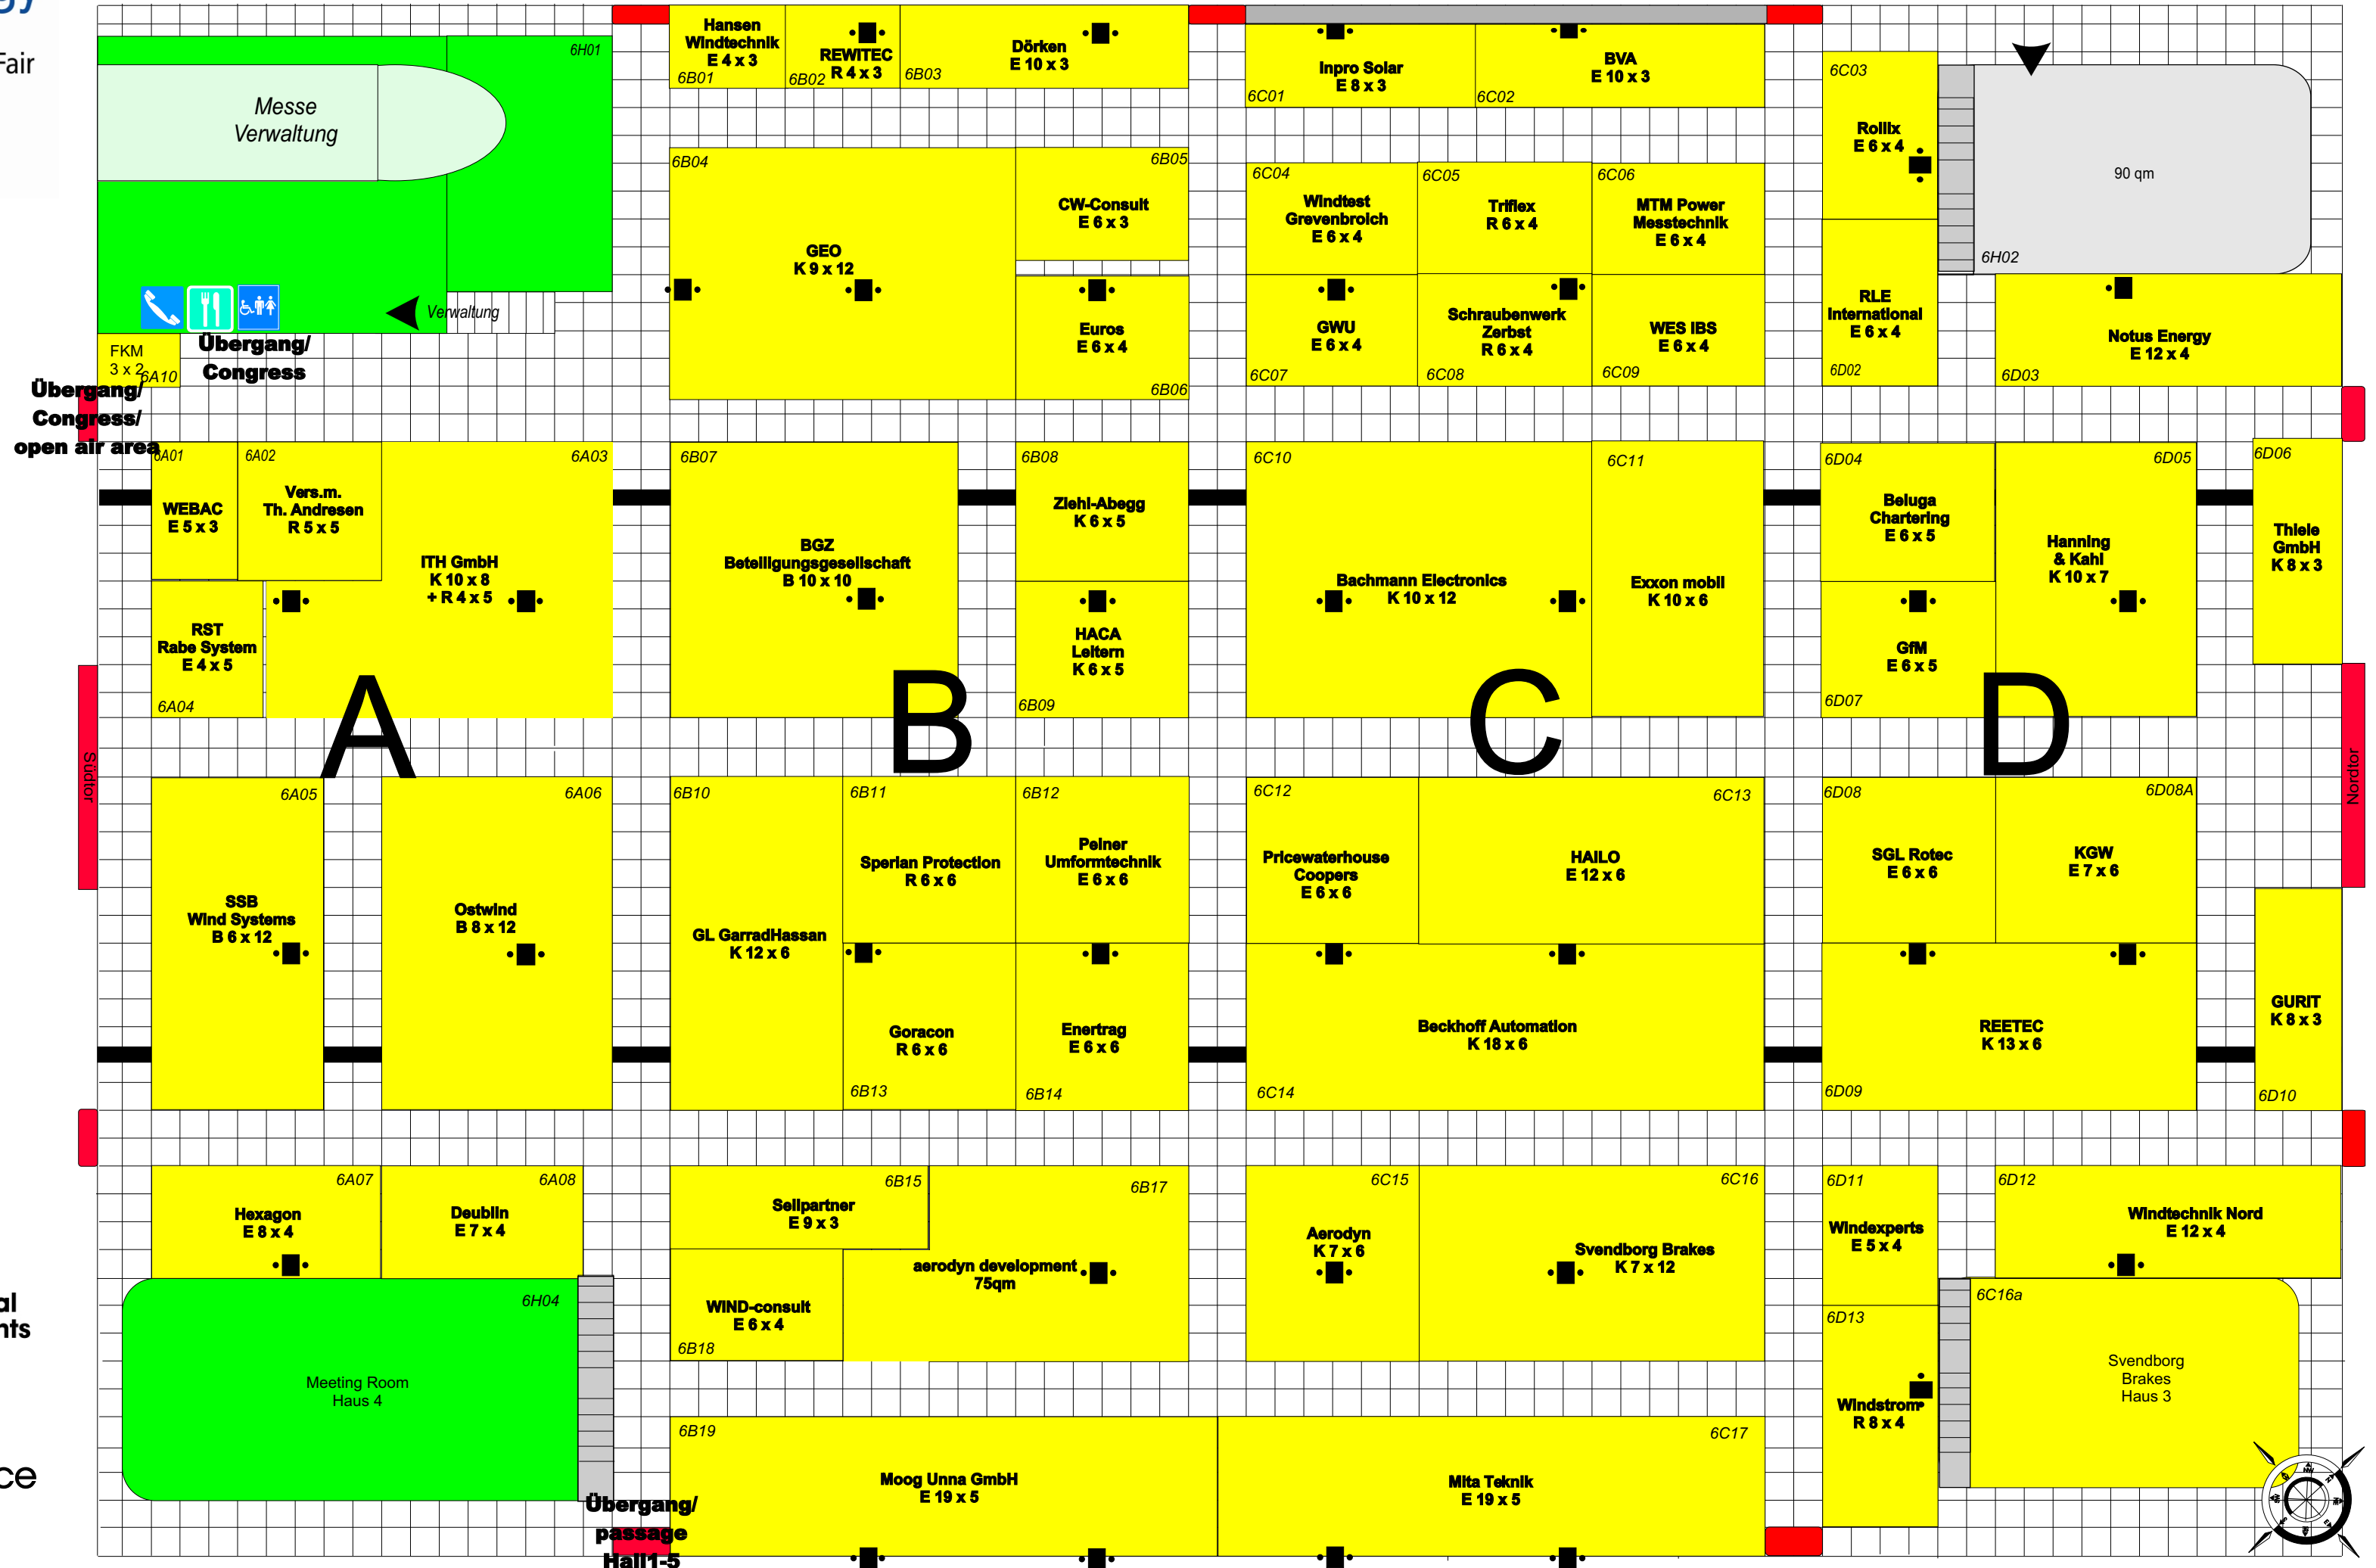 Fair
6H01
Messe
Verwaltung
Verwaltung
FKM
3 x 2
6A10
Übergang/
Congress
Übergang/
Congress/
open air area
Hansen
Windtechnik
E 4 x 3
6B01
REWITEC
R 4 x 3
6B02
Dörken
E 10 x 3
6B03
Inpro Solar
E 8 x 3
6C01
BVA
E 10 x 3
6C02
6C03
Rolilx
E 6 x 4
90 qm
6H02
6B04
GEO
K 9 x 12
6B05
CW-Consult
E 6 x 3
Euros
E 6 x 4
6B06
6C04
Windtest
Grevenbroich
E 6 x 4
6C05
Triflex
R 6 x 4
6C06
MTM Power
Messtechnik
E 6 x 4
GWU
E 6 x 4
6C07
Schraubenwerk
Zerbst
R 6 x 4
6C08
WES IBS
E 6 x 4
6C09
RLE
International
E 6 x 4
6D02
Notus Energy
E 12 x 4
6D03
6A01
WEBAC
E 5 x 3
6A02
Vers.m.
Th. Andresen
R 5 x 5
6A03
ITH GmbH
K 10 x 8
+ R 4 x 5
RST
Rabe System
E 4 x 5
6A04
6B07
BGZ
Beteiligungsgesellschaft
B 10 x 10
6B08
Ziehl-Abegg
K 6 x 5
HACA
Leitern
K 6 x 5
6B09
6C10
Bachmann Electronics
K 10 x 12
6C11
Exxon mobil
K 10 x 6
6D04
Beluga
Chartering
E 6 x 5
6D05
Hanning
& Kahl
K 10 x 7
6D06
Thiele
GmbH
K 8 x 3
GfM
E 6 x 5
6D07
A
B
C
D
Südtor
Nordtor
6A05
SSB
Wind Systems
B 6 x 12
6A06
Ostwind
B 8 x 12
6B10
GL GarradHassan
K 12 x 6
6B11
Sperian Protection
R 6 x 6
6B12
Peiner
Umformtechnik
E 6 x 6
Goracon
R 6 x 6
6B13
Enertrag
E 6 x 6
6B14
6C12
Pricewaterhouse
Coopers
E 6 x 6
6C13
HAILO
E 12 x 6
Beckhoff Automation
K 18 x 6
6C14
6D08
SGL Rotec
E 6 x 6
6D08A
KGW
E 7 x 6
REETEC
K 13 x 6
6D09
GURIT
K 8 x 3
6D10
6A07
Hexagon
E 8 x 4
6A08
Deublin
E 7 x 4
6H04
Meeting Room
Haus 4
6B15
Seilpartner
E 9 x 3
6B17
aerodyn development
75qm
WIND-consult
E 6 x 4
6B18
6C15
Aerodyn
K 7 x 6
6C16
Svendborg Brakes
K 7 x 12
6D11
Windexperts
E 5 x 4
6D12
Windtechnik Nord
E 12 x 4
6D13
Windstrom
R 8 x 4
6C16a
Svendborg
Brakes
Haus 3
6B19
Moog Unna GmbH
E 19 x 5
6C17
Mita Teknik
E 19 x 5
Übergang/
passage
Hall1-5